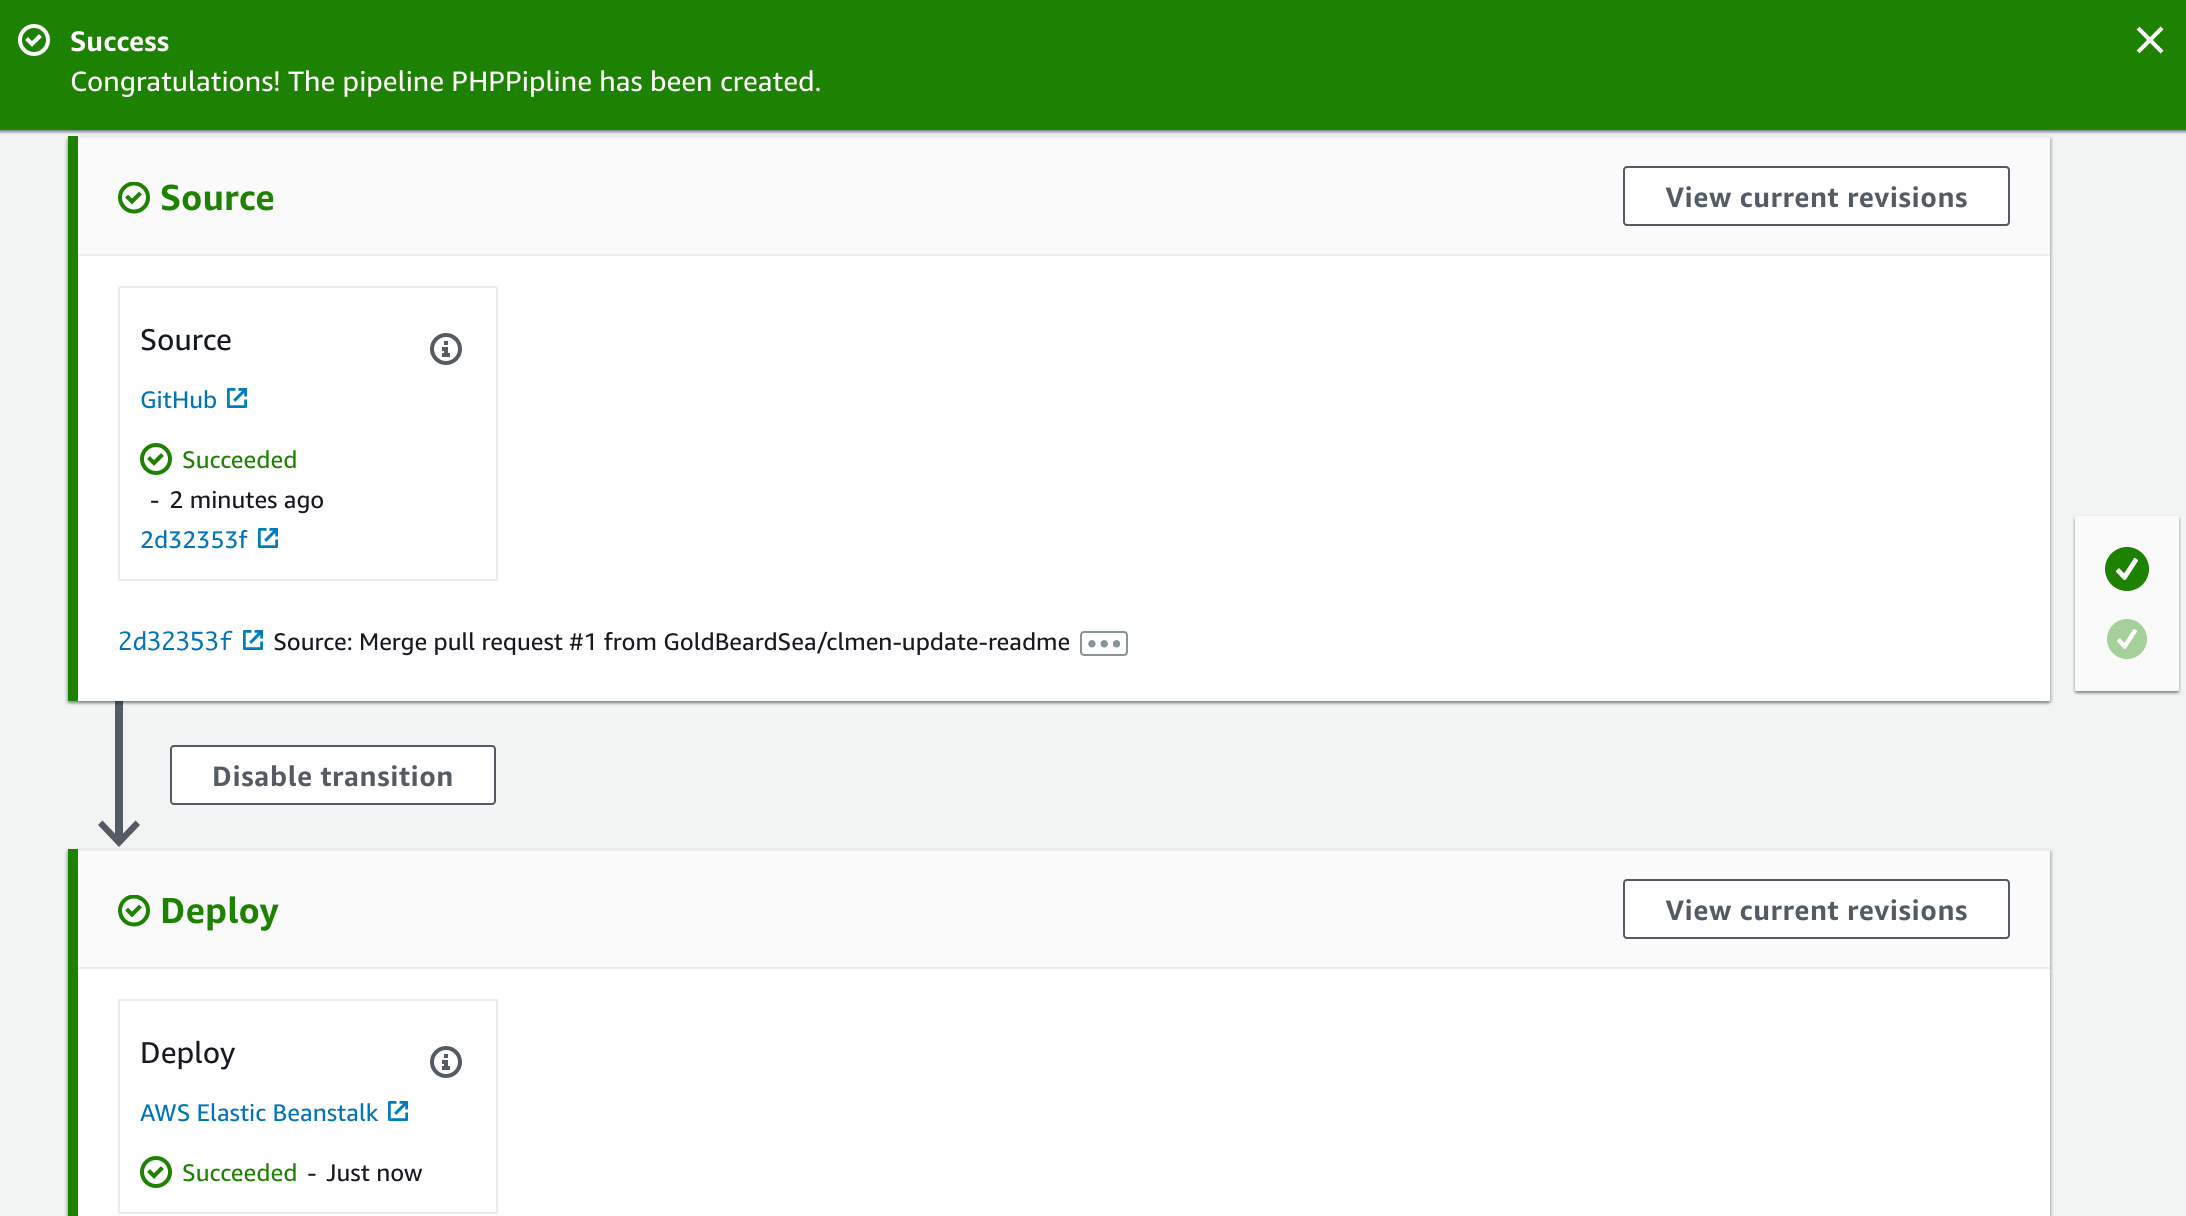 Success
Congratulations! The pipeline PHPPipline has been created.
Source
View current revisions
Source
GitHub
Succeeded
- 2 minutes ago
2d32353f
2d32353f Source: Merge pull request #1 from GoldBeardSea/clmen-update-readme
Disable transition
Deploy
View current revisions
Deploy
AWS Elastic Beanstalk
Succeeded - Just now